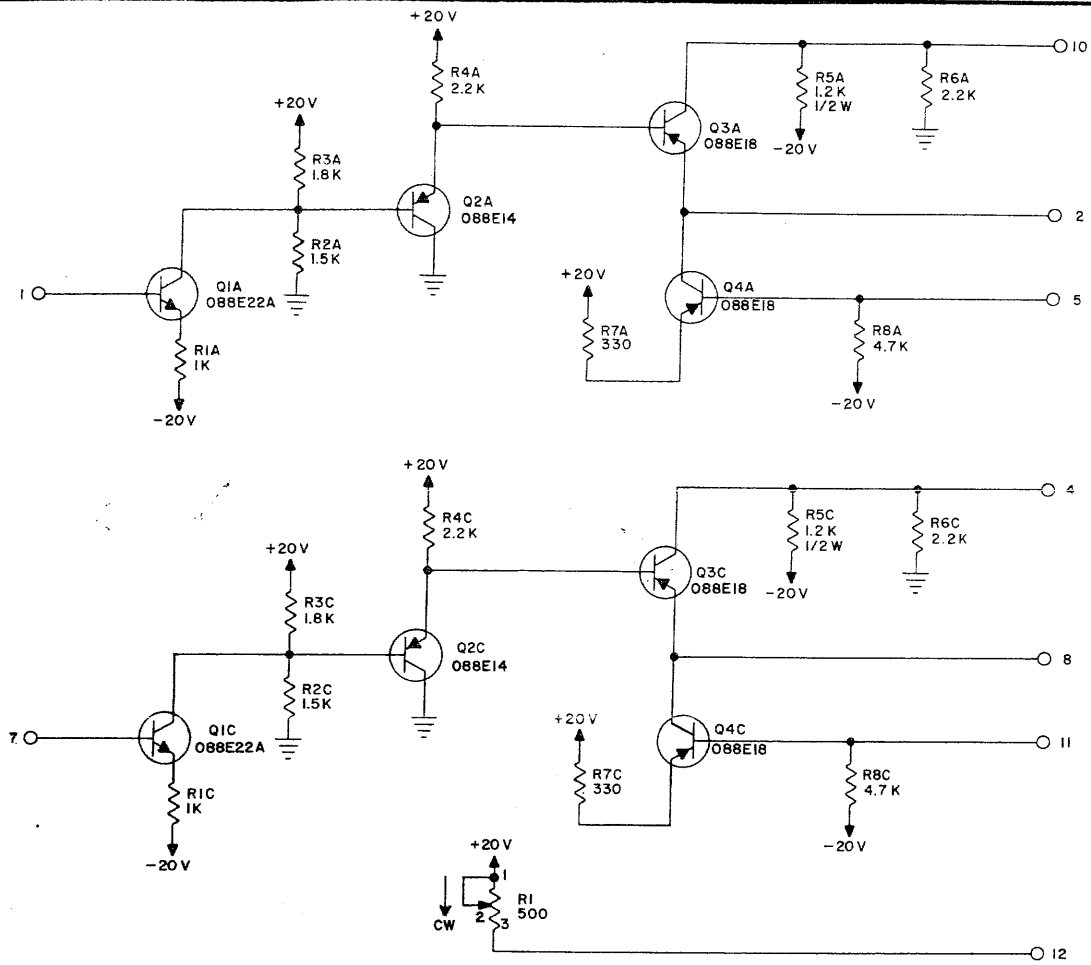 +20V
R4A
2.2K
10
R5A
1.2K
1/2W
R6A
2.2K
+20V
Q3A
088E18
-20V
R3A
1.8K
Q2A
088E14
2
R2A
1.5K
+20V
1
Q1A
088E22A
Q4A
088E18
5
R7A
330
R8A
4.7K
R1A
1K
-20V
-20V
+20V
4
R4C
2.2K
R5C
1.2K
1/2W
R6C
2.2K
+20V
Q3C
088E18
-20V
R3C
1.8K
Q2C
088E14
8
R2C
1.5K
+20V
7
Q1C
088E22A
Q4C
088E18
11
R7C
330
R8C
4.7K
R1C
1K
-20V
-20V
+20V
1
R1
500
2
3
CW
12